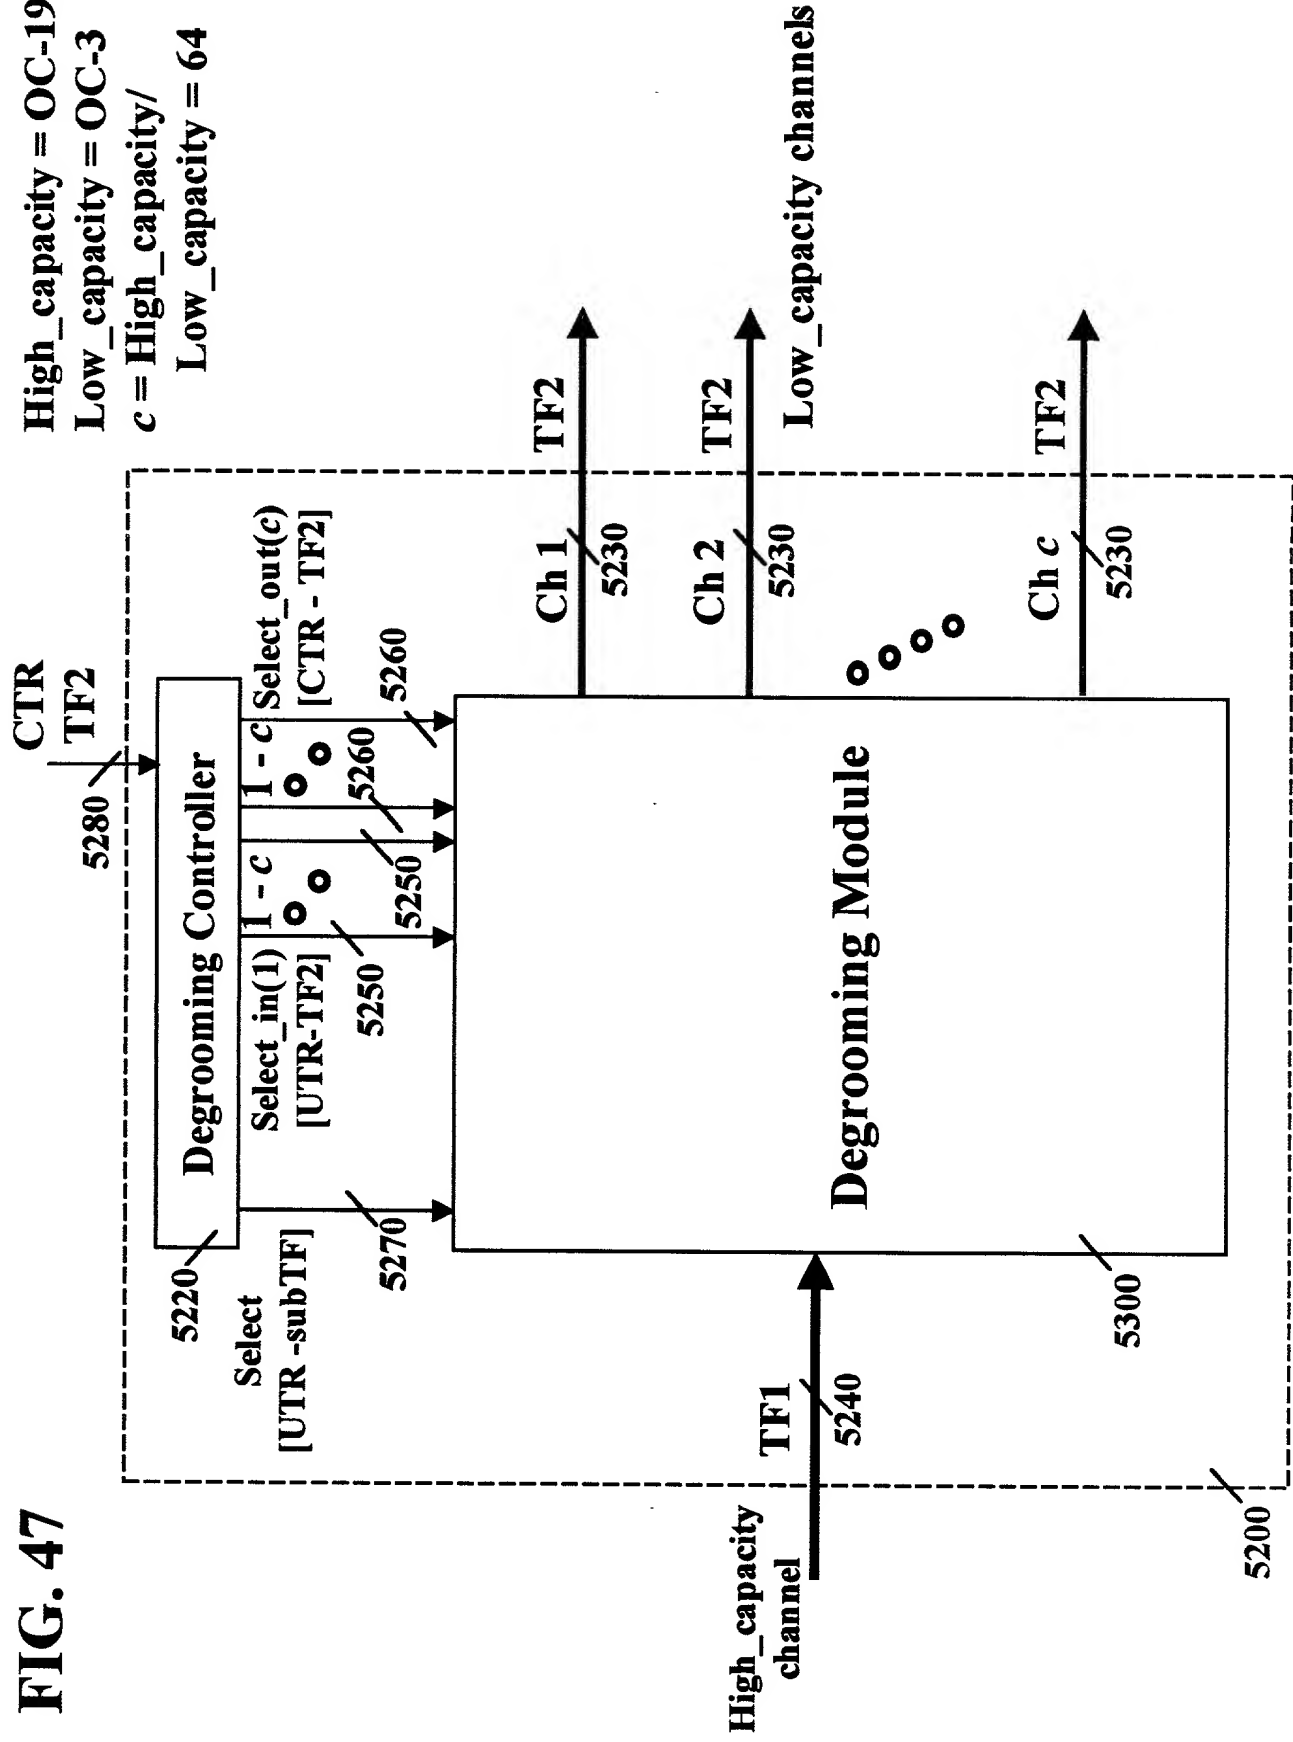 FIG. 47
High_capacity = OC-19
Low_capacity = OC-3
c = High_capacity/
Low_capacity = 64
CTR
TF2
5280
Degrooming Controller
5220
Select
[UTR -subTF]
5270
Select_in(1)
[UTR-TF2]
5250
1 - c
5250
5260
1 - c
Select_out(c)
[CTR - TF2]
5260
High_capacity
channel
TF1
5240
Degrooming Module
5300
Ch 1
5230
TF2
Ch 2
5230
TF2
Low_capacity channels
Ch c
5230
TF2
5200